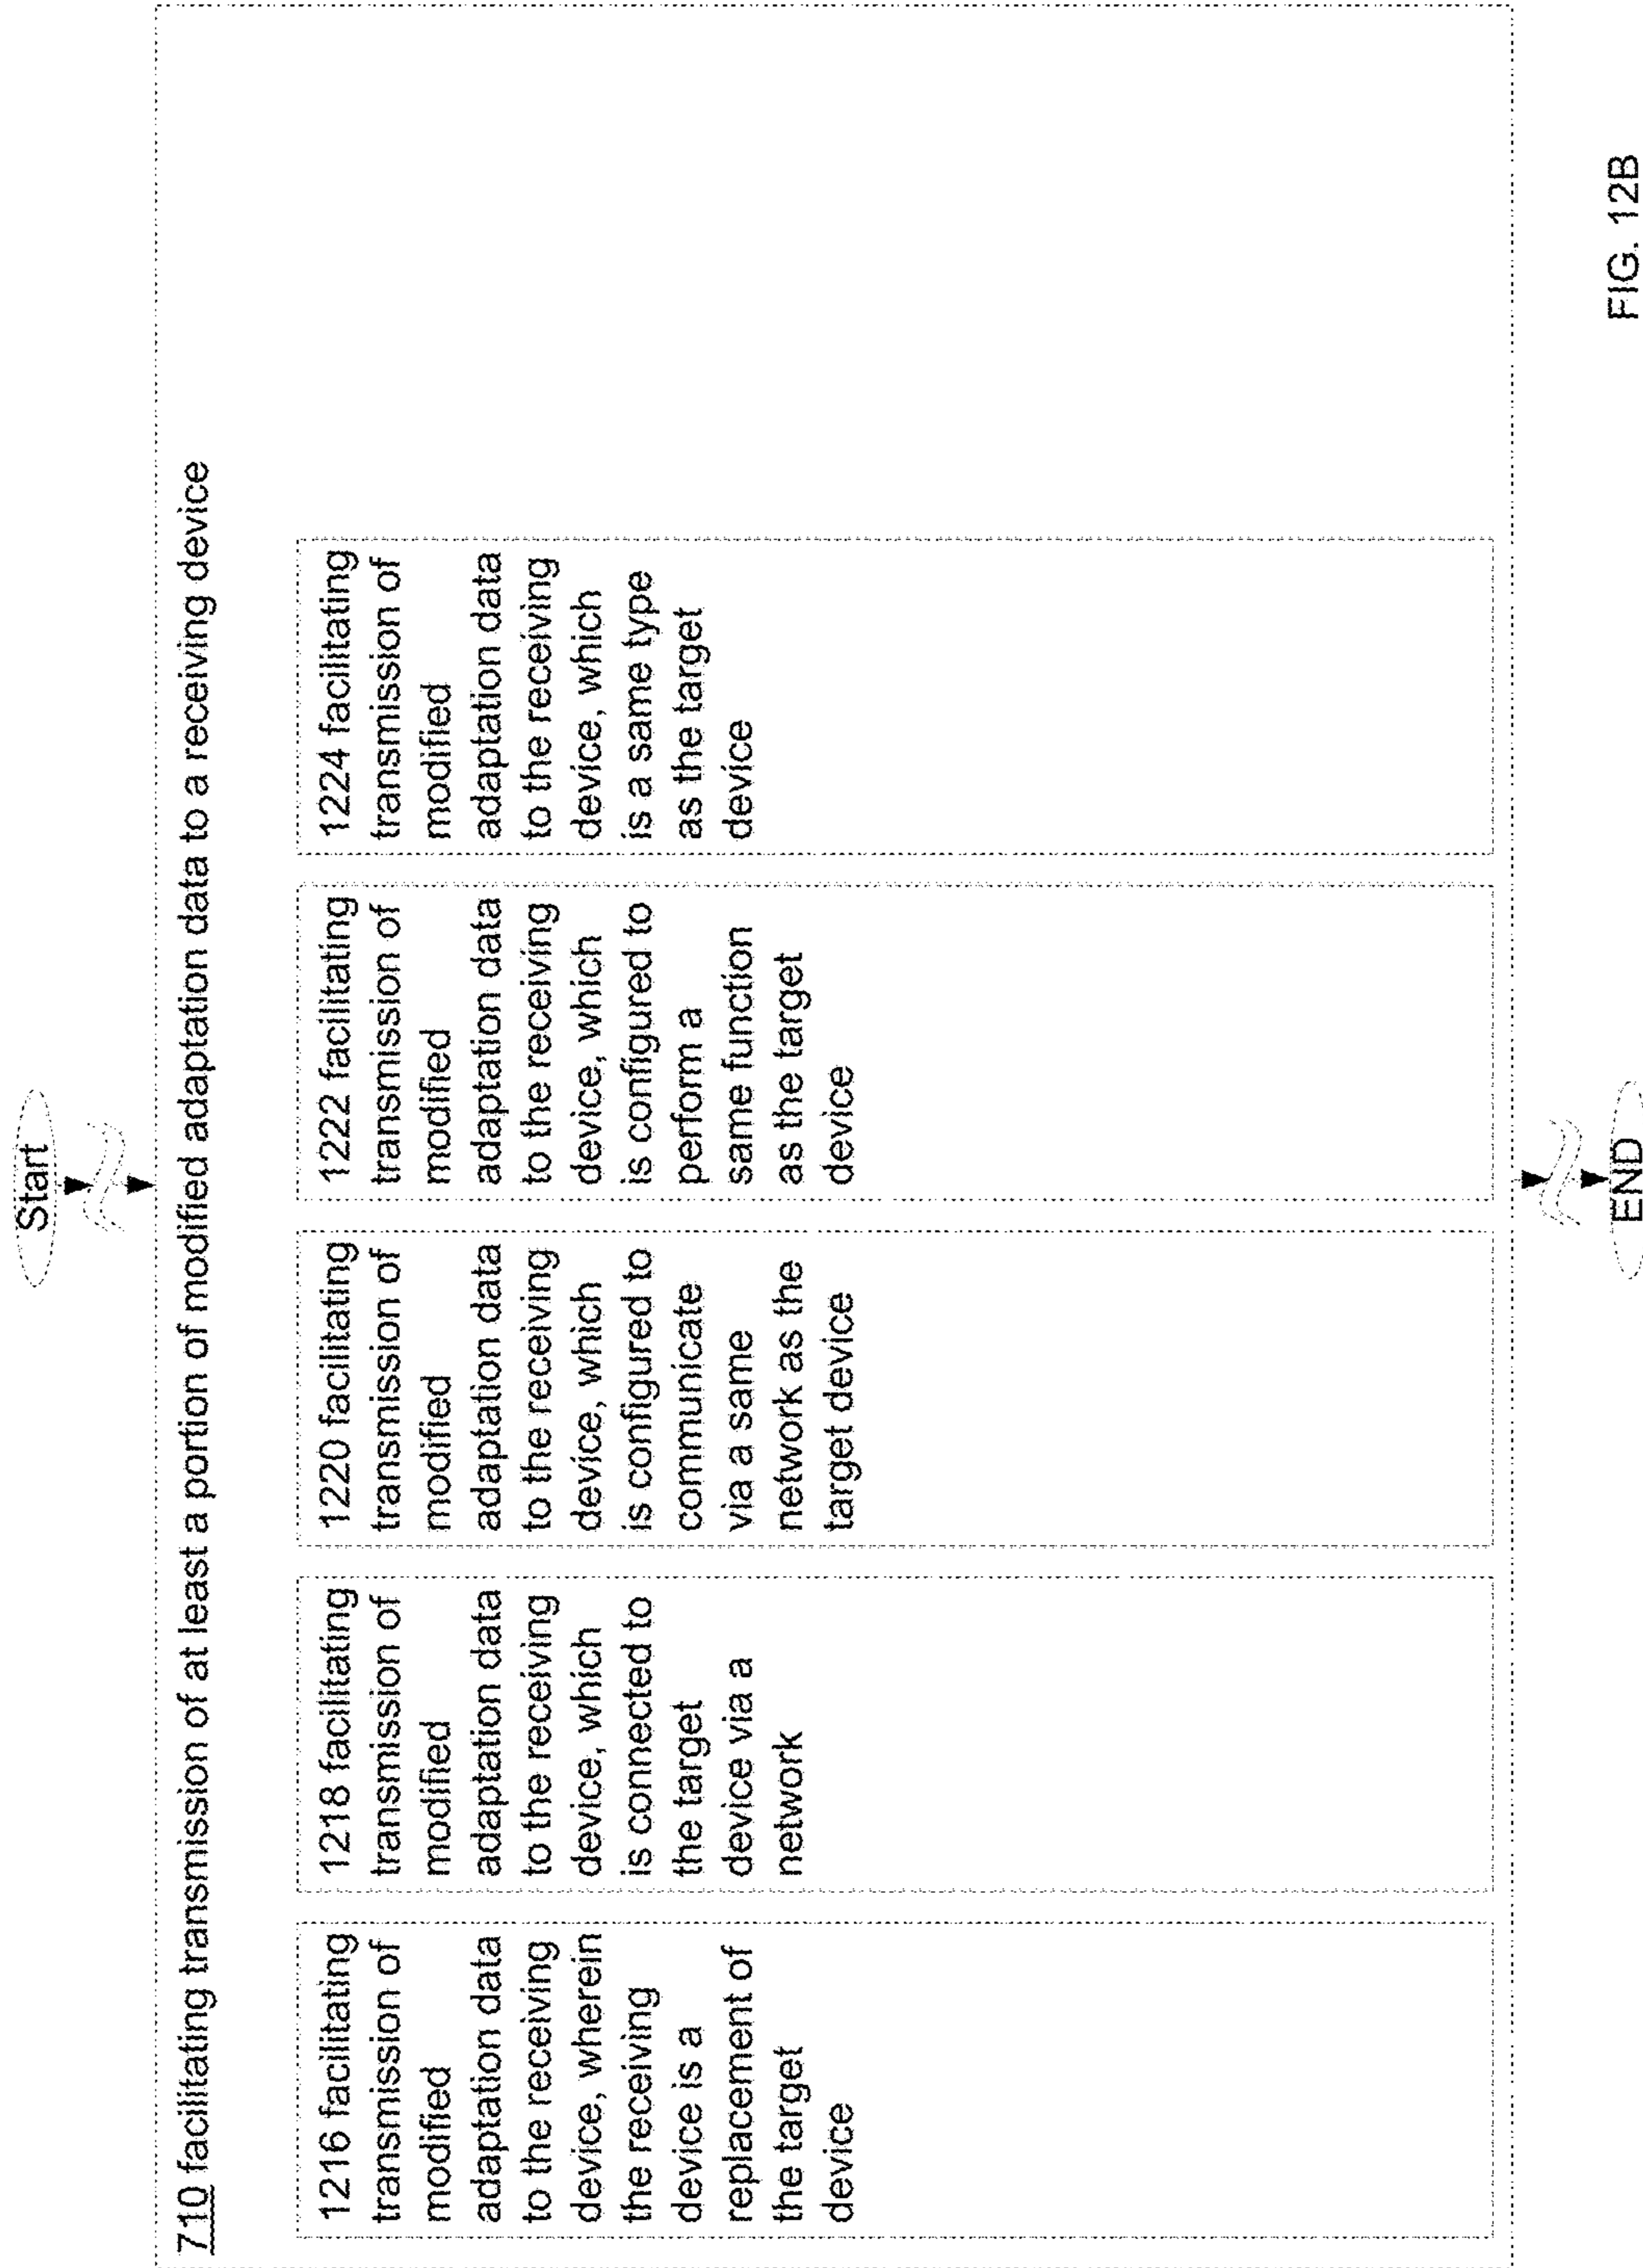 Start
710 facilitating transmission of at least a portion of modified adaptation data to a receiving device
1216 facilitating
transmission of
modified
adaptation data
to the receiving
device, wherein
the receiving
device is a
replacement of
the target
device
1218 facilitating
transmission of
modified
adaptation data
to the receiving
device, which
is connected to
the target
device via a
network
1220 facilitating
transmission of
modified
adaptation data
to the receiving
device, which
is configured to
communicate
via a same
network as the
target device
1222 facilitating
transmission of
modified
adaptation data
to the receiving
device, which
is configured to
perform a
same function
as the target
device
1224 facilitating
transmission of
modified
adaptation data
to the receiving
device, which
is a same type
as the target
device
END
FIG. 12B